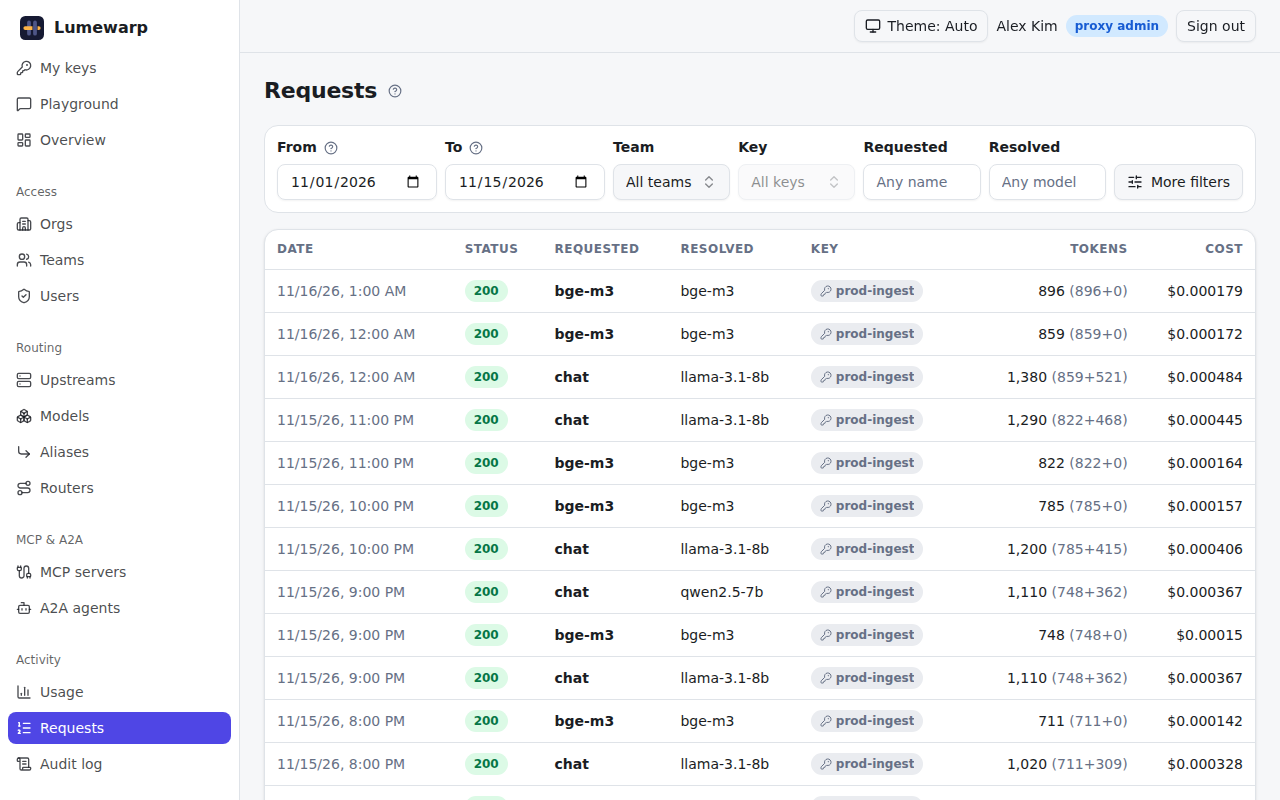 Lumewarp
Theme: Auto
Alex Kim
proxy admin
Sign out
My keys
Playground
Overview
Access
Orgs
Teams
Users
Routing
Upstreams
Models
Aliases
Routers
MCP & A2A
MCP servers
A2A agents
Activity
Usage
Requests
Audit log
Requests
From To Team Key Requested Resolved
11/01/2026 11/15/2026 All teams All keys Any name Any model More filters
DATE STATUS REQUESTED RESOLVED KEY TOKENS COST
11/16/26, 1:00 AM 200 bge-m3 bge-m3 prod-ingest 896 (896+0) $0.000179
11/16/26, 12:00 AM 200 bge-m3 bge-m3 prod-ingest 859 (859+0) $0.000172
11/16/26, 12:00 AM 200 chat llama-3.1-8b prod-ingest 1,380 (859+521) $0.000484
11/15/26, 11:00 PM 200 chat llama-3.1-8b prod-ingest 1,290 (822+468) $0.000445
11/15/26, 11:00 PM 200 bge-m3 bge-m3 prod-ingest 822 (822+0) $0.000164
11/15/26, 10:00 PM 200 bge-m3 bge-m3 prod-ingest 785 (785+0) $0.000157
11/15/26, 10:00 PM 200 chat llama-3.1-8b prod-ingest 1,200 (785+415) $0.000406
11/15/26, 9:00 PM 200 chat qwen2.5-7b prod-ingest 1,110 (748+362) $0.000367
11/15/26, 9:00 PM 200 bge-m3 bge-m3 prod-ingest 748 (748+0) $0.00015
11/15/26, 9:00 PM 200 chat llama-3.1-8b prod-ingest 1,110 (748+362) $0.000367
11/15/26, 8:00 PM 200 bge-m3 bge-m3 prod-ingest 711 (711+0) $0.000142
11/15/26, 8:00 PM 200 chat llama-3.1-8b prod-ingest 1,020 (711+309) $0.000328